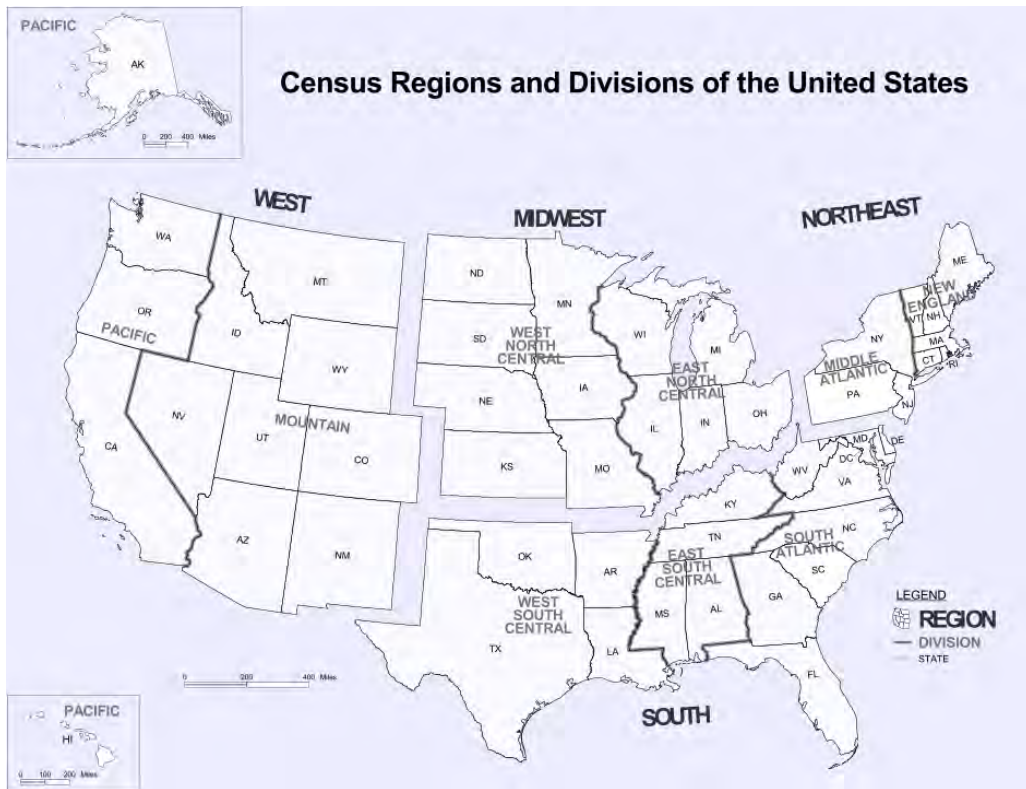 PACIFIC
AK
0 200 400 Miles
Census Regions and Divisions of the United States
WEST
MIDWEST
NORTHEAST
WA
MT
OR
ID
PACIFIC
WY
NV
MOUNTAIN
UT
CO
CA
AZ
NM
ND
MN
SD
WEST
NORTH
CENTRAL
IA
NE
KS
MO
WI
MI
EAST
NORTH
CENTRAL
IL
IN
OH
ME
NEW
ENGLAND
VT
NH
NY
MA
CT
RI
MIDDLE
ATLANTIC
PA
NJ
MD
DE
DC
WV
VA
KY
TN
NC
SOUTH
ATLANTIC
SC
EAST
SOUTH
CENTRAL
MS
AL
GA
FL
OK
AR
WEST
SOUTH
CENTRAL
TX
LA
0 200 400 Miles
SOUTH
LEGEND
REGION
DIVISION
STATE
PACIFIC
HI
0 100 200 Miles